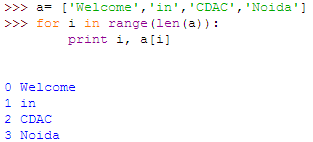 >>> a= ['Welcome','in','CDAC','Noida']
>>> for i in range(len(a)):
        print i, a[i]
0 Welcome
1 in
2 CDAC
3 Noida